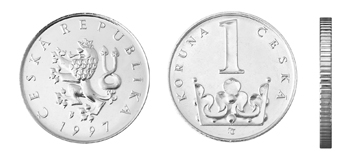 ČESKÁ REPUBLIKA
1997
1
KORUNA ČESKÁ